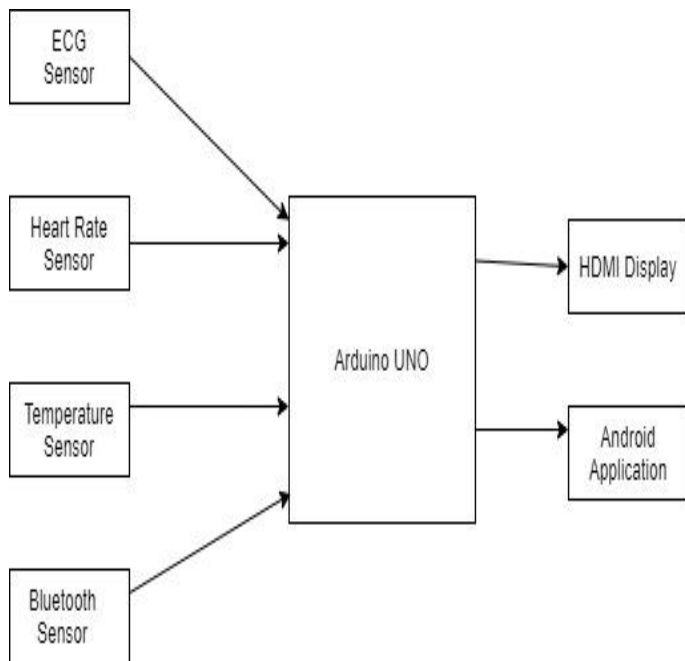 ECG
Sensor
Heart Rate
Sensor
Temperature
Sensor
Bluetooth
Sensor
Arduino UNO
HDMI Display
Android
Application